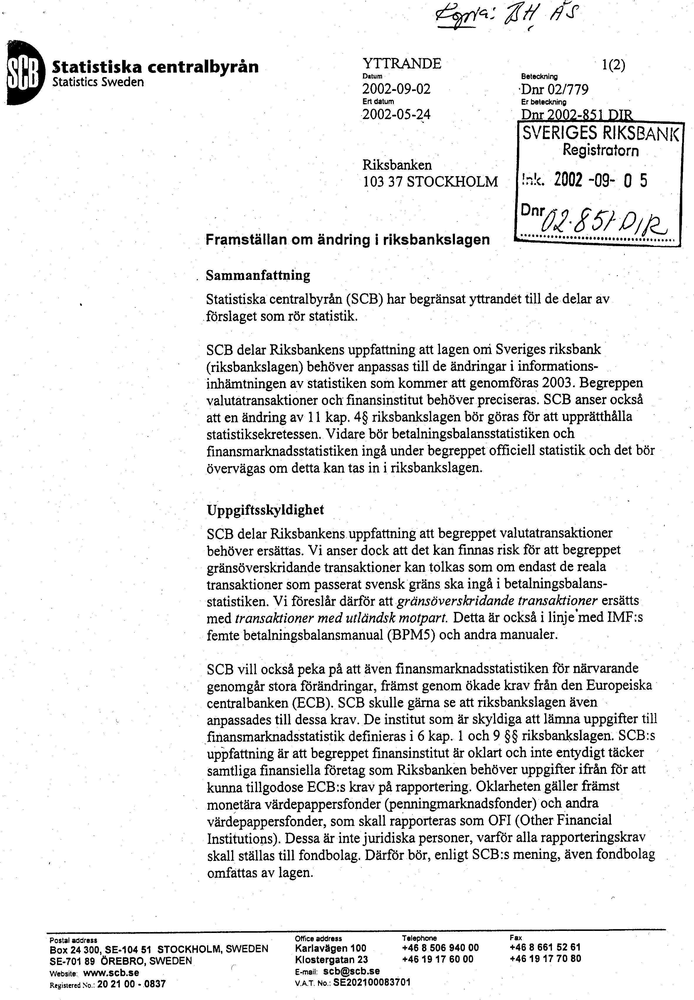 Kopia: BH, ÅS
SCB
Statistiska centralbyrån
Statistics Sweden
YTTRANDE
1(2)
Datum
Beteckning
2002-09-02
Dnr 02/779
Ert datum
Er beteckning
2002-05-24
Dnr 2002-851 DIR
SVERIGES RIKSBANK
Registratorn
Ink. 2002 -09- 0 5
Dnr 02-851-DIR
Riksbanken
103 37 STOCKHOLM
Framställan om ändring i riksbankslagen
Sammanfattning
Statistiska centralbyrån (SCB) har begränsat yttrandet till de delar av
förslaget som rör statistik.
SCB delar Riksbankens uppfattning att lagen om Sveriges riksbank
(riksbankslagen) behöver anpassas till de ändringar i informations-
inhämtningen av statistiken som kommer att genomföras 2003. Begreppen
valutatransaktioner och finansinstitut behöver preciseras. SCB anser också
att en ändring av 11 kap. 4§ riksbankslagen bör göras för att upprätthålla
statistiksekretessen. Vidare bör betalningsbalansstatistiken och
finansmarknadsstatistiken ingå under begreppet officiell statistik och det bör
övervägas om detta kan tas in i riksbankslagen.
Uppgiftsskyldighet
SCB delar Riksbankens uppfattning att begreppet valutatransaktioner
behöver ersättas. Vi anser dock att det kan finnas risk för att begreppet
gränsöverskridande transaktioner kan tolkas som om endast de reala
transaktioner som passerat svensk gräns ska ingå i betalningsbalans-
statistiken. Vi föreslår därför att gränsöverskridande transaktioner ersätts
med transaktioner med utländsk motpart. Detta är också i linje med IMF:s
femte betalningsbalansmanual (BPM5) och andra manualer.
SCB vill också peka på att även finansmarknadsstatistiken för närvarande
genomgår stora förändringar, främst genom ökade krav från den Europeiska
centralbanken (ECB). SCB skulle gärna se att riksbankslagen även
anpassades till dessa krav. De institut som är skyldiga att lämna uppgifter till
finansmarknadsstatistik definieras i 6 kap. 1 och 9 §§ riksbankslagen. SCB:s
uppfattning är att begreppet finansinstitut är oklart och inte entydigt täcker
samtliga finansiella företag som Riksbanken behöver uppgifter ifrån för att
kunna tillgodose ECB:s krav på rapportering. Oklarheten gäller främst
monetära värdepappersfonder (penningmarknadsfonder) och andra
värdepappersfonder, som skall rapporteras som OFI (Other Financial
Institutions). Dessa är inte juridiska personer, varför alla rapporteringskrav
skall ställas till fondbolag. Därför bör, enligt SCB:s mening, även fondbolag
omfattas av lagen.
Postal address
Box 24 300, SE-104 51 STOCKHOLM, SWEDEN
SE-701 89 ÖREBRO, SWEDEN
Website: www.scb.se
Registered No.: 20 21 00 - 0837
Office address
Karlavägen 100
Klostergatan 23
E-mail: scb@scb.se
V.A.T. No.: SE202100083701
Telephone
+46 8 506 940 00
+46 19 17 60 00
Fax
+46 8 661 52 61
+46 19 17 70 80